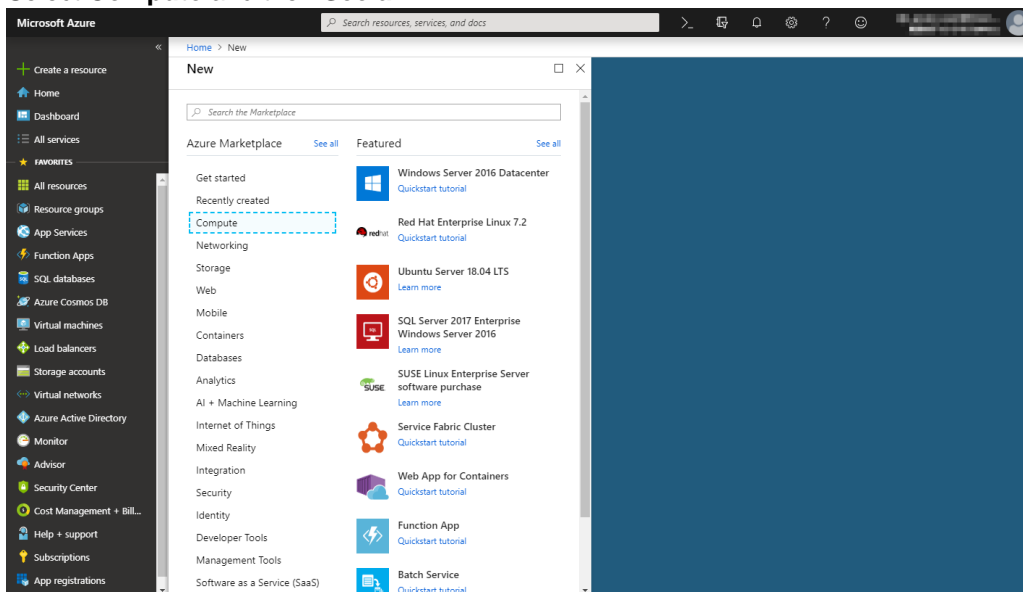 Microsoft Azure
Search resources, services, and docs
Home > New
Create a resource
Home
Dashboard
All services
FAVORITES
All resources
Resource groups
App Services
Function Apps
SQL databases
Azure Cosmos DB
Virtual machines
Load balancers
Storage accounts
Virtual networks
Azure Active Directory
Monitor
Advisor
Security Center
Cost Management + Bill...
Help + support
Subscriptions
App registrations
New
Search the Marketplace
Azure Marketplace See all
Get started
Recently created
Compute
Networking
Storage
Web
Mobile
Containers
Databases
Analytics
AI + Machine Learning
Internet of Things
Mixed Reality
Integration
Security
Identity
Developer Tools
Management Tools
Software as a Service (SaaS)
Featured See all
Windows Server 2016 Datacenter
Quickstart tutorial
redhat
Red Hat Enterprise Linux 7.2
Quickstart tutorial
Ubuntu Server 18.04 LTS
Learn more
SQL Server 2017 Enterprise
Windows Server 2016
Learn more
SUSE
SUSE Linux Enterprise Server
software purchase
Learn more
Service Fabric Cluster
Quickstart tutorial
Web App for Containers
Quickstart tutorial
Function App
Quickstart tutorial
Batch Service
Quickstart tutorial